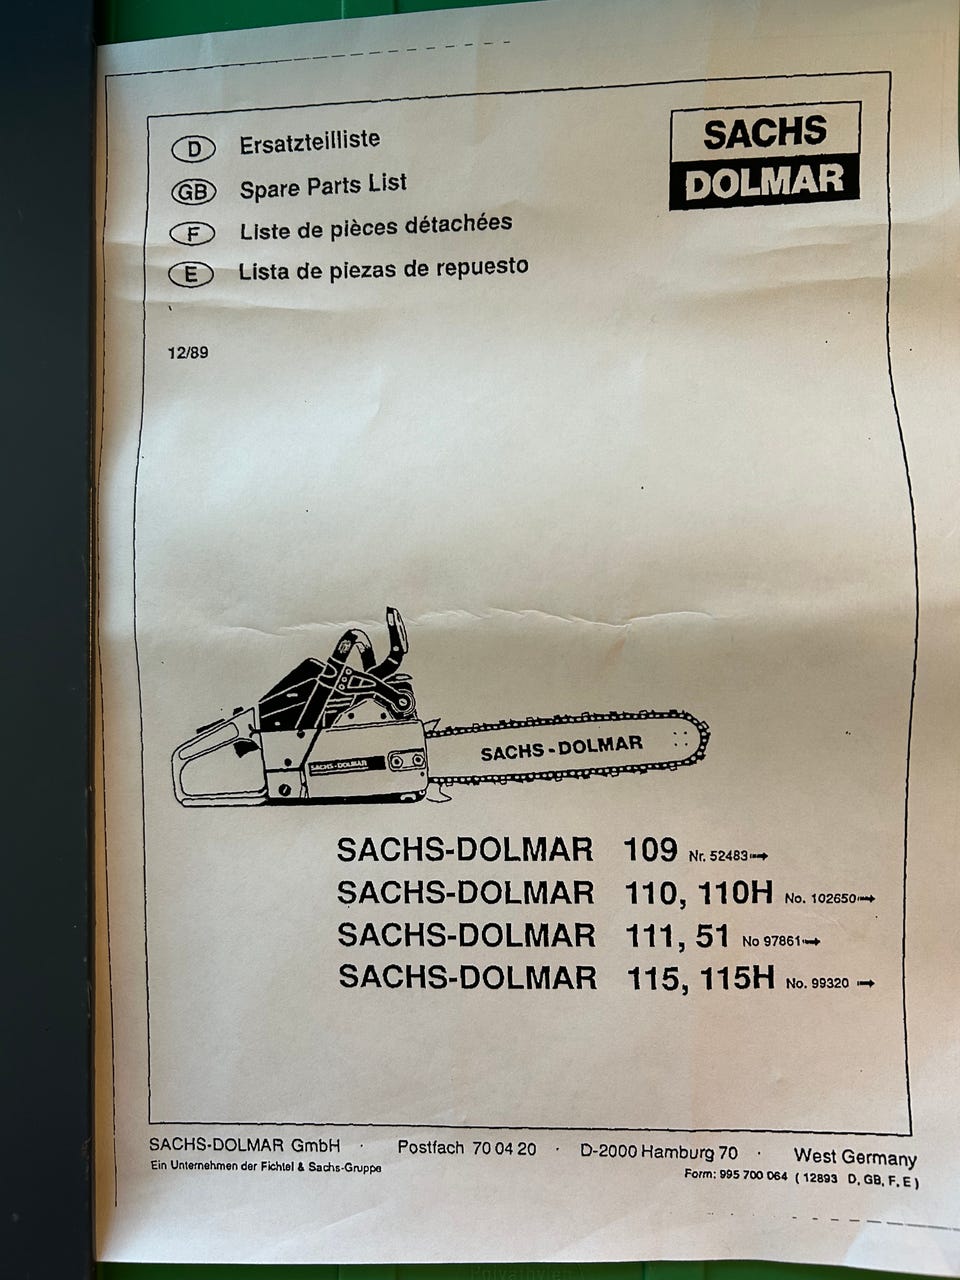 D Ersatzteilliste
GB Spare Parts List
F Liste de pièces détachées
E Lista de piezas de repuesto
SACHS
DOLMAR
12/89
SACHS-DOLMAR
SACHS-DOLMAR
SACHS-DOLMAR 109 Nr. 52483
SACHS-DOLMAR 110, 110H No. 102650
SACHS-DOLMAR 111, 51 No 97861
SACHS-DOLMAR 115, 115H No. 99320
SACHS-DOLMAR GmbH · Postfach 70 04 20 · D-2000 Hamburg 70 · West Germany
Ein Unternehmen der Fichtel & Sachs-Gruppe Form: 995 700 064 ( 12893 D, GB, F, E )